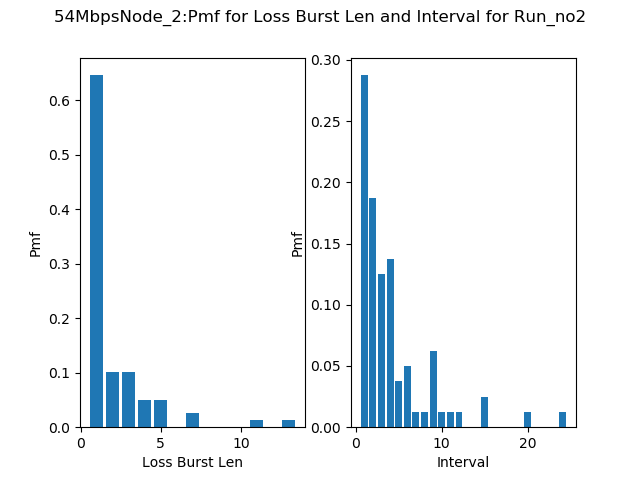 54MbpsNode_2:Pmf for Loss Burst Len and Interval for Run_no2
Pmf
0.6
0.5
0.4
0.3
0.2
0.1
0.0
0 5 10
Loss Burst Len
Pmf
0.30
0.25
0.20
0.15
0.10
0.05
0.00
0 10 20
Interval